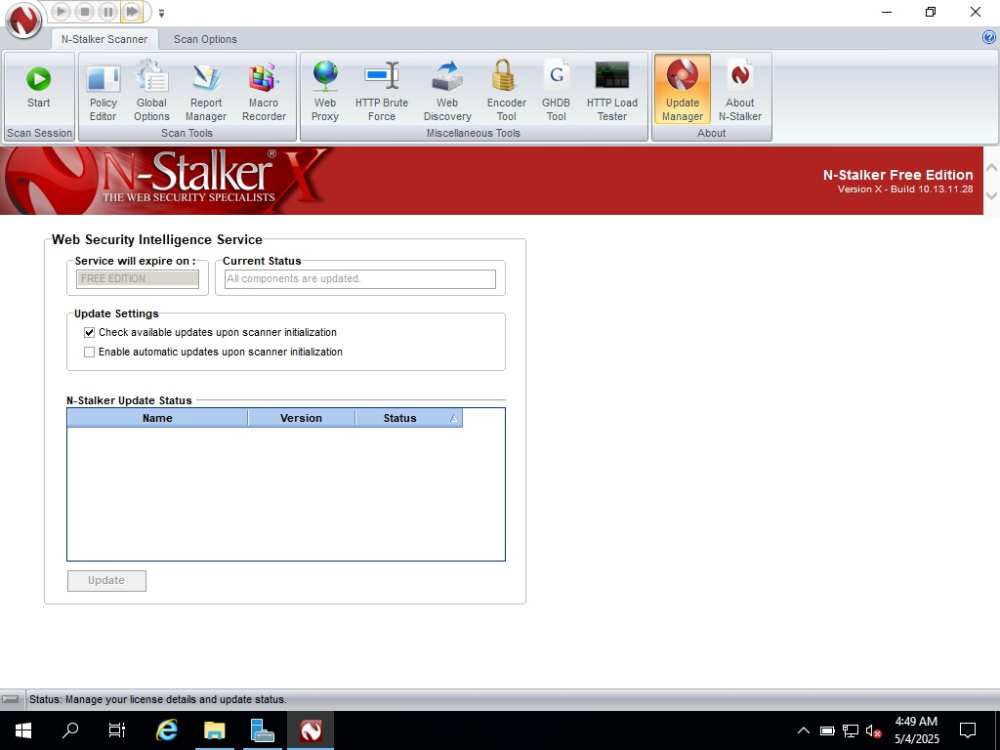 N-Stalker Scanner
Scan Options
Start
Policy Editor
Global Options
Report Manager
Macro Recorder
Web Proxy
HTTP Brute Force
Web Discovery
Encoder Tool
GHDB Tool
HTTP Load Tester
Update Manager
About N-Stalker
Scan Session
Scan Tools
Miscellaneous Tools
About
N-Stalker® X
THE WEB SECURITY SPECIALISTS
N-Stalker Free Edition
Version X - Build 10.13.11.28
Web Security Intelligence Service
Service will expire on :
FREE EDITION
Current Status
All components are updated.
Update Settings
Check available updates upon scanner initialization
Enable automatic updates upon scanner initialization
N-Stalker Update Status
Name Version Status
Update
Status: Manage your license details and update status.
4:49 AM
5/4/2025